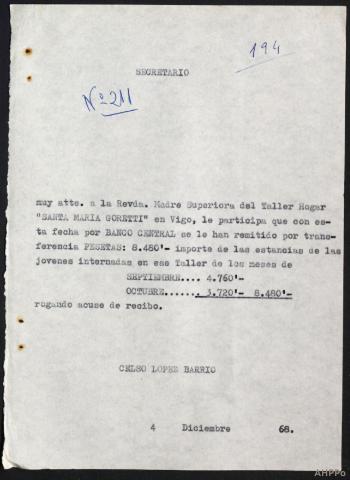 194
SECRETARIO
Nº 211
muy atte. a la Revda. Madre Superiora del Taller Hogar
"SANTA MARIA GORETTI" en Vigo, le participa que con es-
ta fecha por BANCO CENTRAL se le han remitido por trans-
ferencia PESETAS: 8.480'- importe de las estancias de las
jovenes internadas en ese Taller de los meses de
SEPTIEMBRE.... 4.760'-
OCTUBRE...... 3.720'- 8.480'-
rogando acuse de recibo.
CELSO LOPEZ BARRIO
4 Diciembre 68.
AHPPo